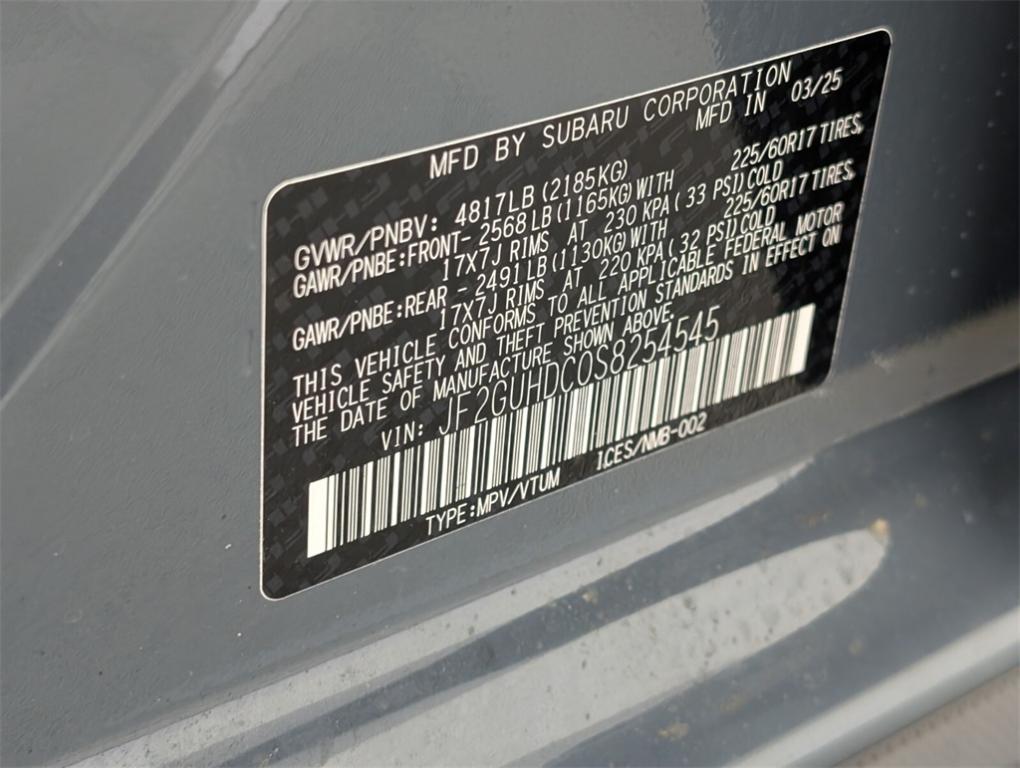 MFD BY SUBARU CORPORATION
MFD IN 03/25
GVWR/PNBV: 4817LB (2185KG)
GAWR/PNBE:FRONT- 2568LB(1165KG)WITH 225/60R17 TIRES,
17X7J RIMS AT 230 KPA( 33 PSI)COLD
GAWR/PNBE:REAR - 2491LB(1130KG)WITH 225/60R17 TIRES,
17X7J RIMS AT 220 KPA( 32 PSI)COLD
THIS VEHICLE CONFORMS TO ALL APPLICABLE FEDERAL MOTOR
VEHICLE SAFETY AND THEFT PREVENTION STANDARDS IN EFFECT ON
THE DATE OF MANUFACTURE SHOWN ABOVE.
VIN: JF2GUHDC0S8254545
TYPE:MPV/VTUM ICES/NMB-002